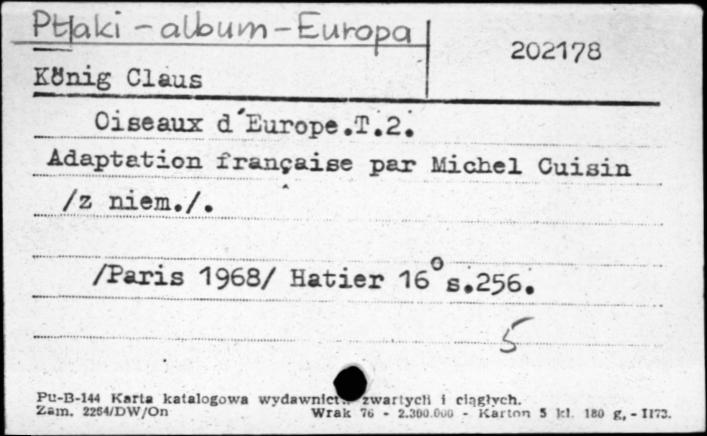 Ptaki - album - Europa
202178
König Claus
Oiseaux d'Europe.T.2.
Adaptation française par Michel Cuisin
/z niem./.
/Paris 1968/ Hatier 16° s.256.
5
Pu-B-144 Karta katalogowa wydawnictw zwartych i ciągłych.
Zam. 2264/DW/On Wrak 76 - 2.300.000 - Karton 5 kl. 180 g, - 1173.